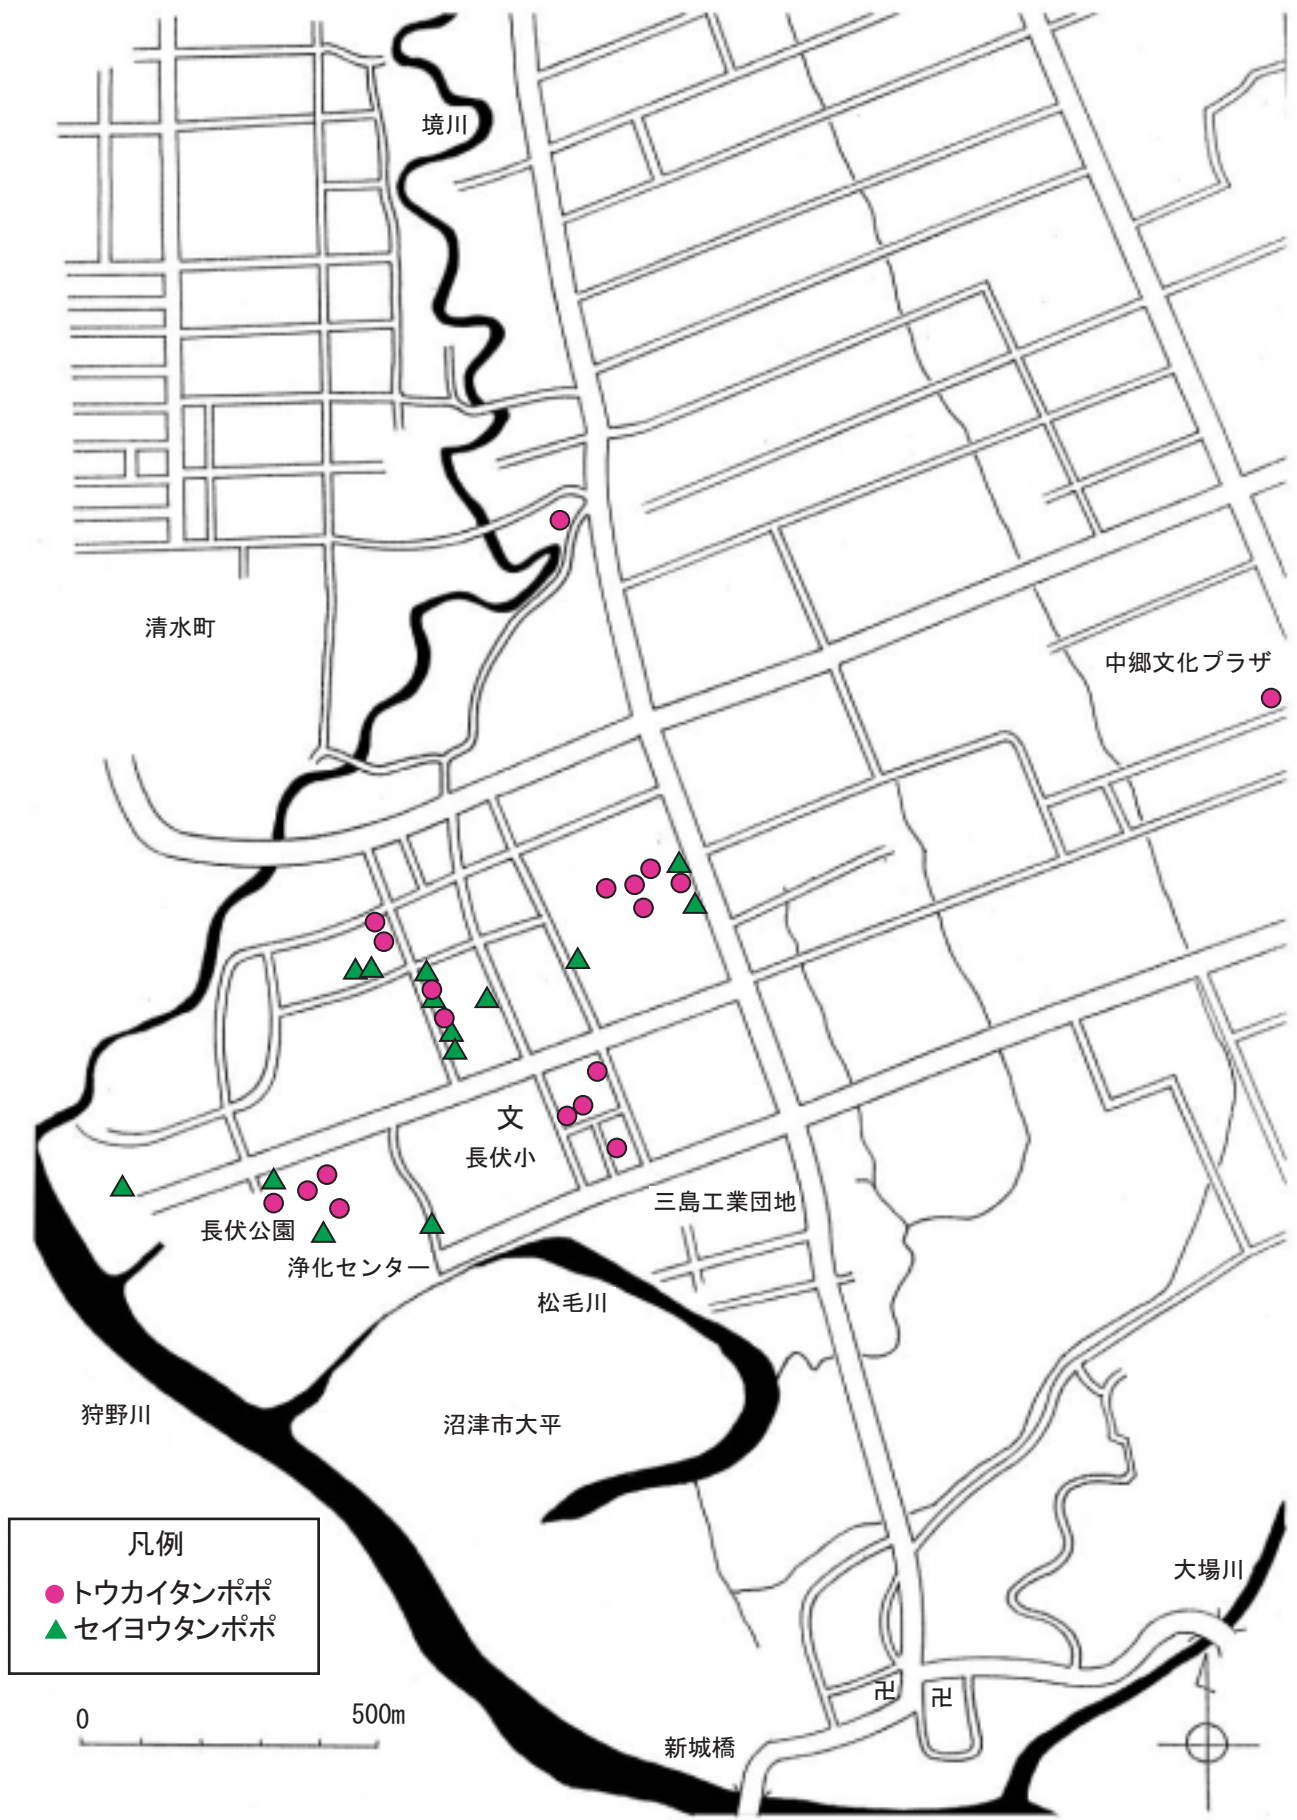 境川
清水町
中郷文化プラザ
文
長伏小
三島工業団地
長伏公園
浄化センター
松毛川
狩野川
沼津市大平
凡例
トウカイタンポポ
セイヨウタンポポ
大場川
卍
卍
0
500m
新城橋